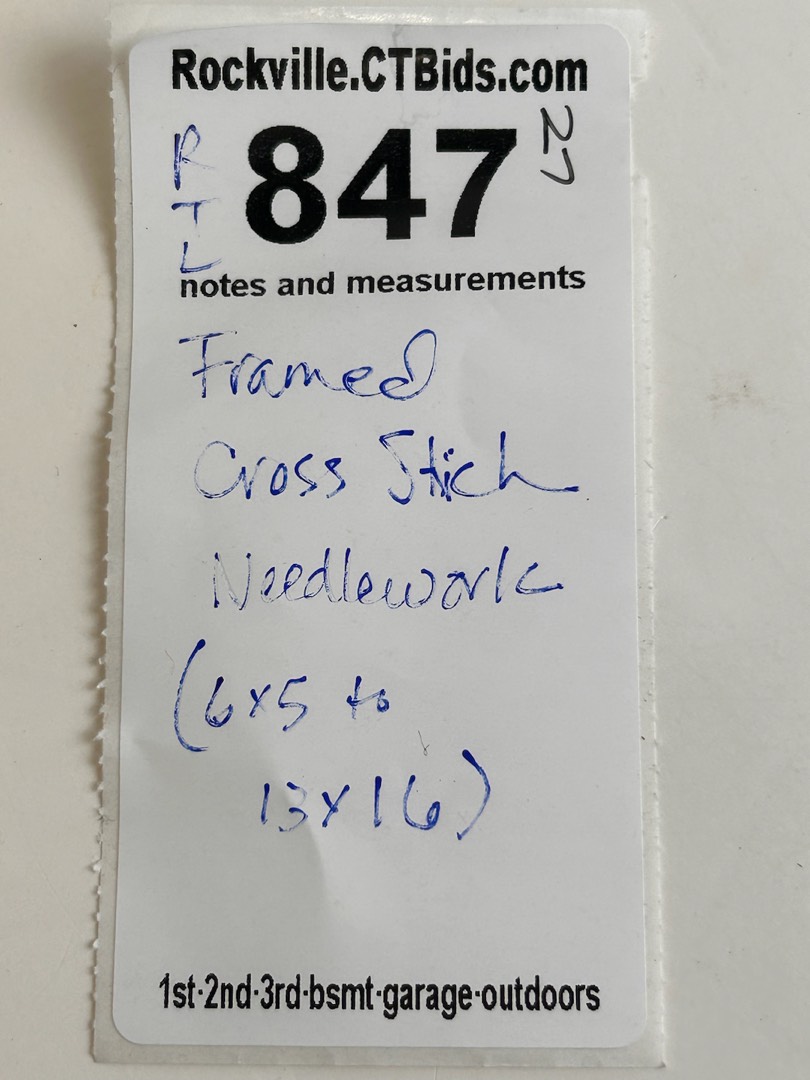 Rockville.CTBids.com
RTL
847
27
notes and measurements
Framed
Cross Stich
Needlework
(6x5 to
13x16)
1st·2nd·3rd·bsmt·garage·outdoors